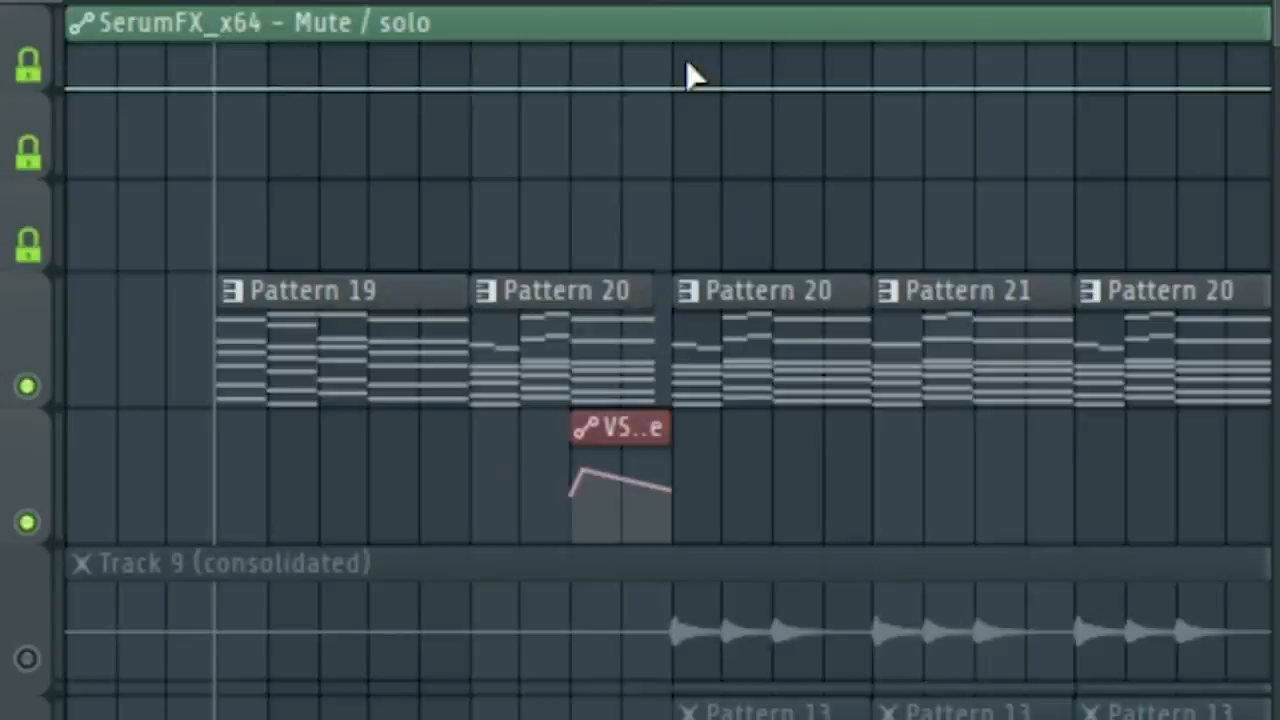 SerumFX_x64 - Mute / solo
Pattern 19 Pattern 20 Pattern 20 Pattern 21 Pattern 20
VS..e
Track 9 (consolidated)
Pattern 13 Pattern 13 Pattern 13